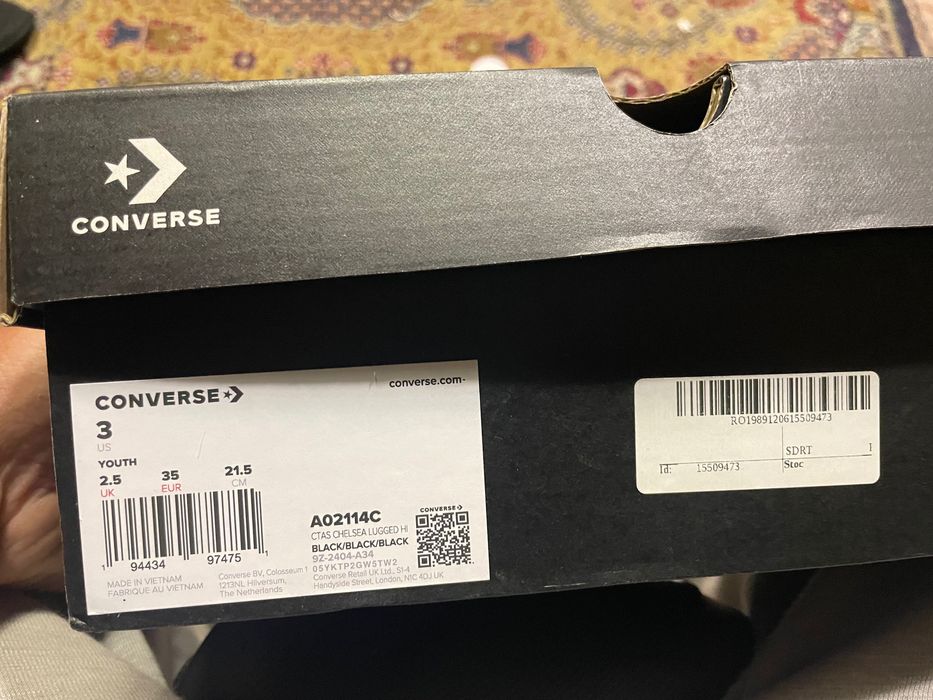 CONVERSE
CONVERSE
converse.com
3
US
YOUTH
2.5 35 21.5
UK EUR CM
1 94434 97475 1
MADE IN VIETNAM
FABRIQUE AU VIETNAM
Converse BV, Colosseum 1
1213NL Hilversum,
The Netherlands
A02114C
CTAS CHELSEA LUGGED HI
BLACK/BLACK/BLACK
9Z-2404-A34
05YKTP2GW5TW2
Converse Retail UK Ltd., S1-4
Handyside Street, London, N1C 4DJ UK
CONVERSE
RO1989120615509473
SDRT 1
Id: 15509473 Stoc